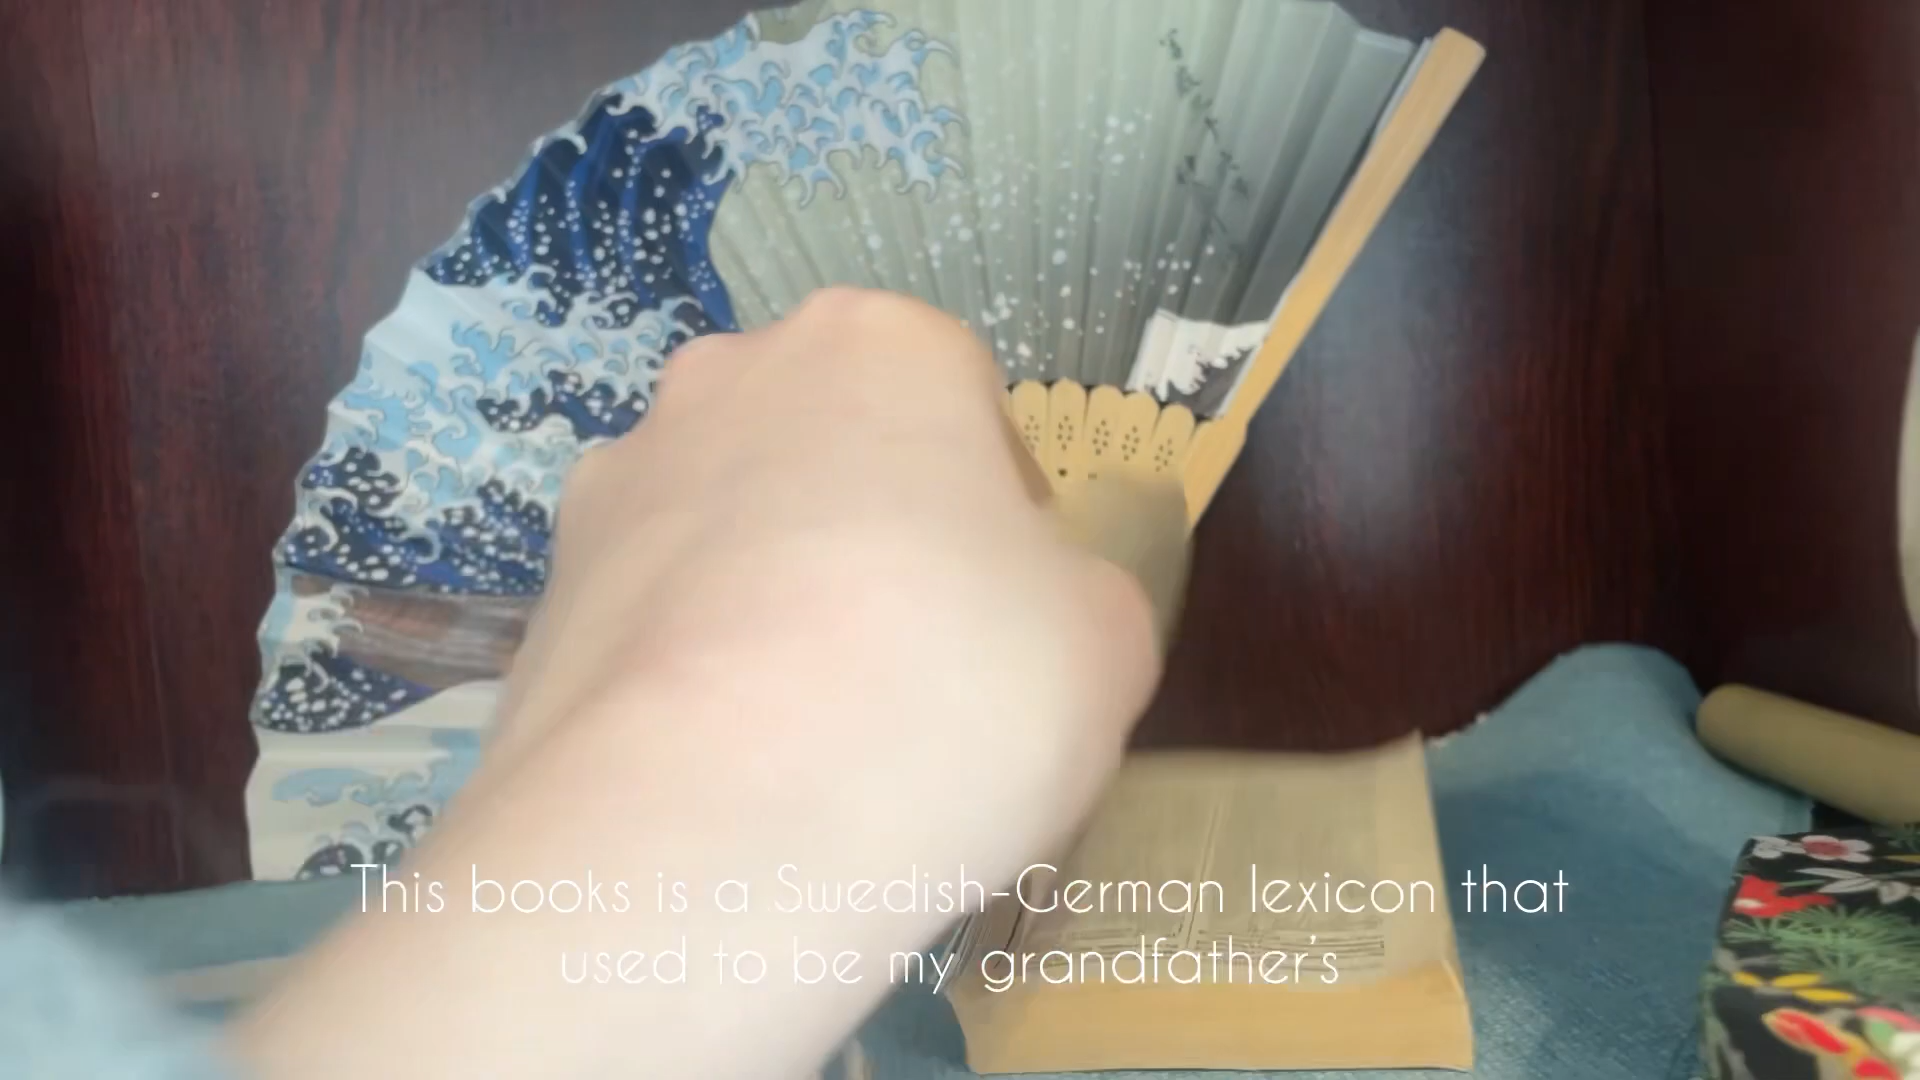 This books is a Swedish-German lexicon that
used to be my grandfather's